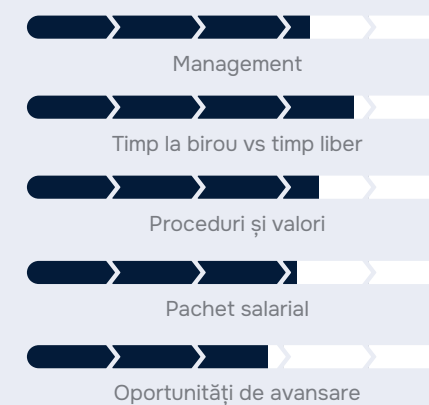 Management
Timp la birou vs timp liber
Proceduri și valori
Pachet salarial
Oportunități de avansare